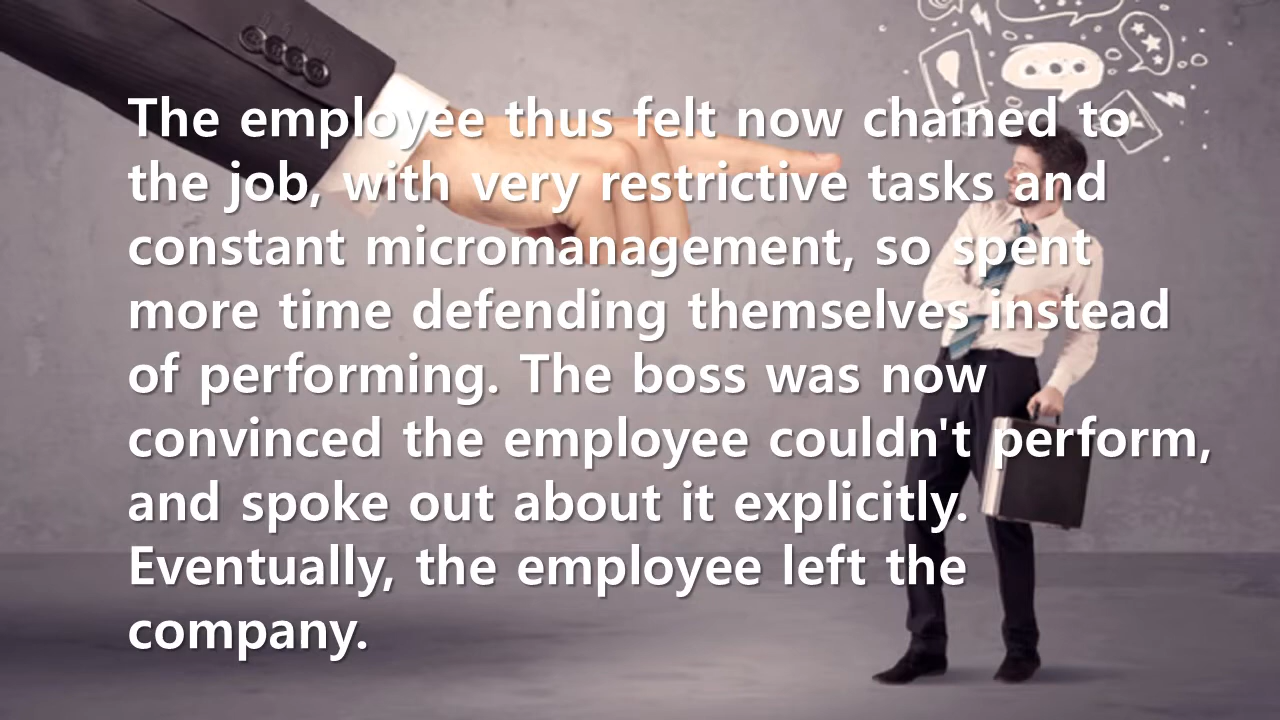 The employee thus felt now chained to
the job, with very restrictive tasks and
constant micromanagement, so spent
more time defending themselves instead
of performing. The boss was now
convinced the employee couldn't perform,
and spoke out about it explicitly.
Eventually, the employee left the
company.